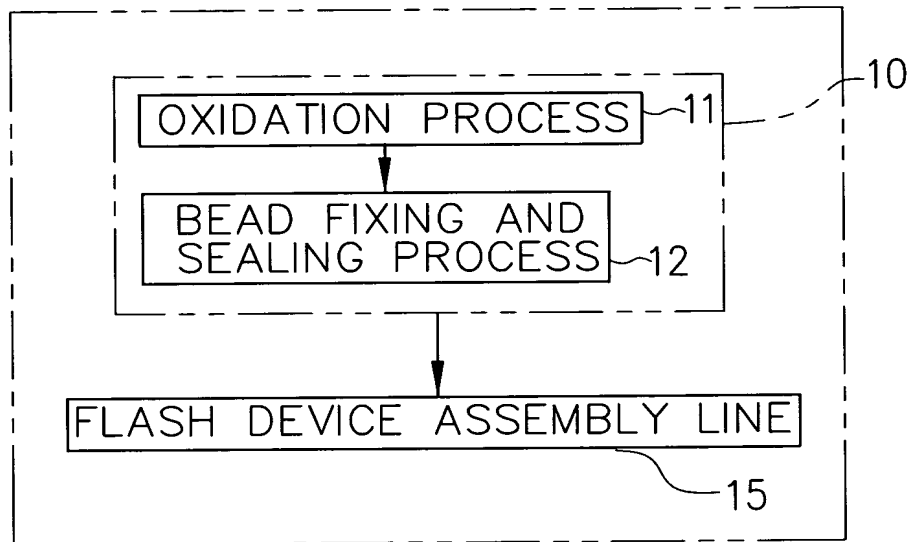 10
OXIDATION PROCESS
11
BEAD FIXING AND
SEALING PROCESS
12
FLASH DEVICE ASSEMBLY LINE
15